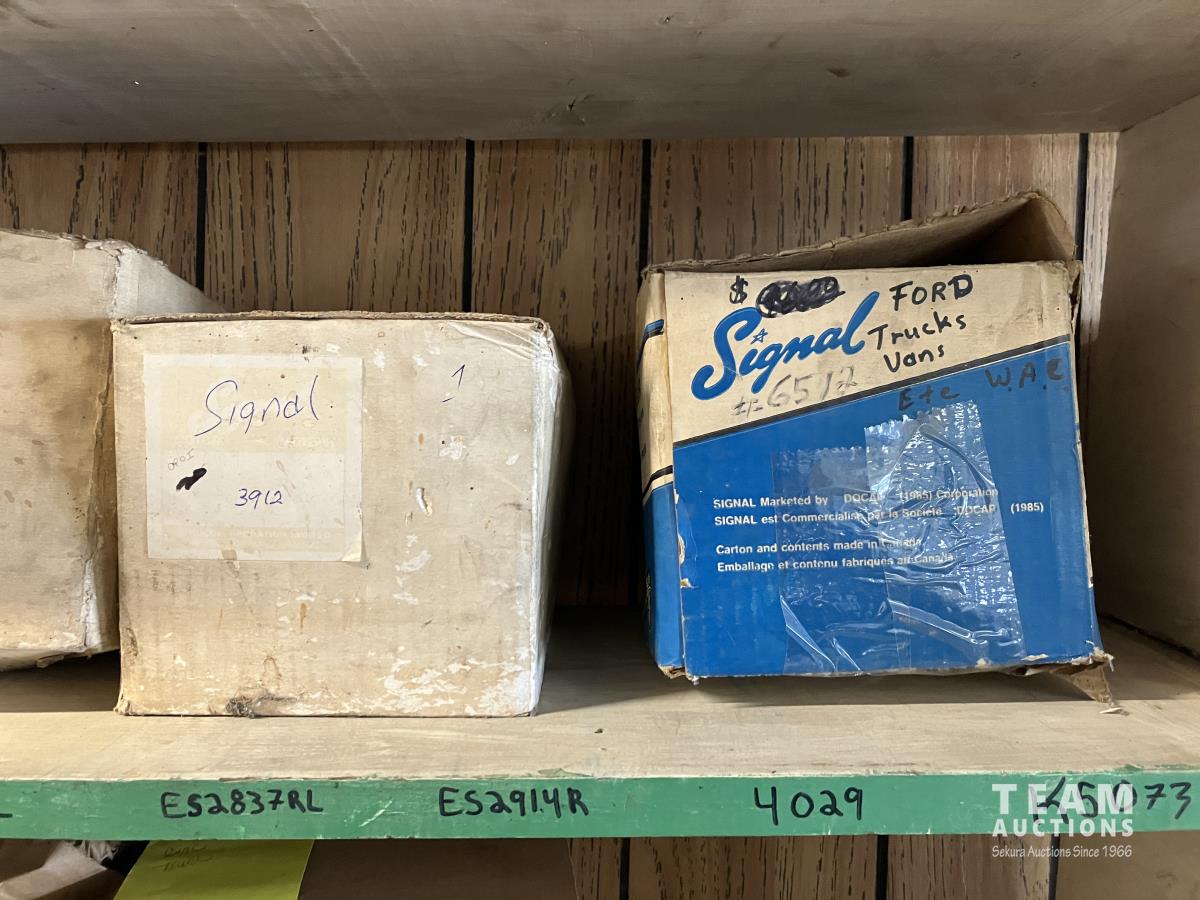 Signal
1
3912
$
Signal
FORD
Trucks
Vans
Etc W.A.C
#6512
SIGNAL Marketed by DOCAP (1985) Corporation
SIGNAL est Commercialisé par la Société DOCAP (1985)
Carton and contents made in Canada
Emballage et contenu fabriqués au Canada
ES2837RL
ES2914R
4029
5073
TEAM
AUCTIONS
Sekura Auctions Since 1966